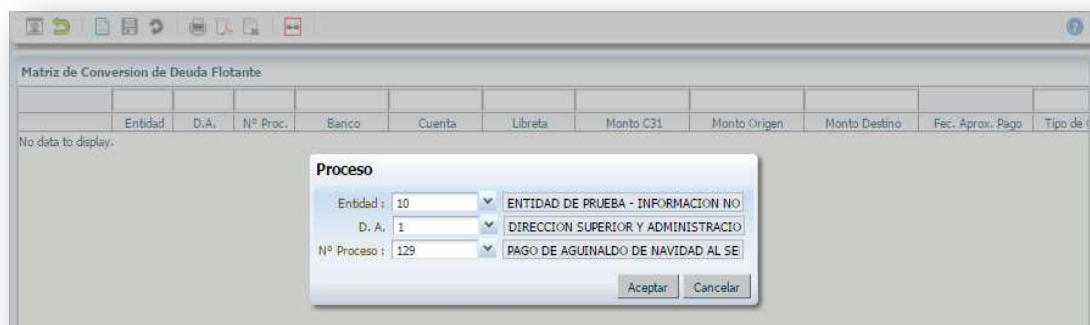 Matriz de Conversion de Deuda Flotante
Entidad D.A. Nº Proc. Banco Cuenta Libreta Monto C31 Monto Origen Monto Destino Fec. Aprox. Pago Tipo de
No data to display.
Proceso
Entidad : 10 ENTIDAD DE PRUEBA - INFORMACION NO
D. A. 1 DIRECCION SUPERIOR Y ADMINISTRACIO
Nº Proceso : 129 PAGO DE AGUINALDO DE NAVIDAD AL SE
Aceptar Cancelar